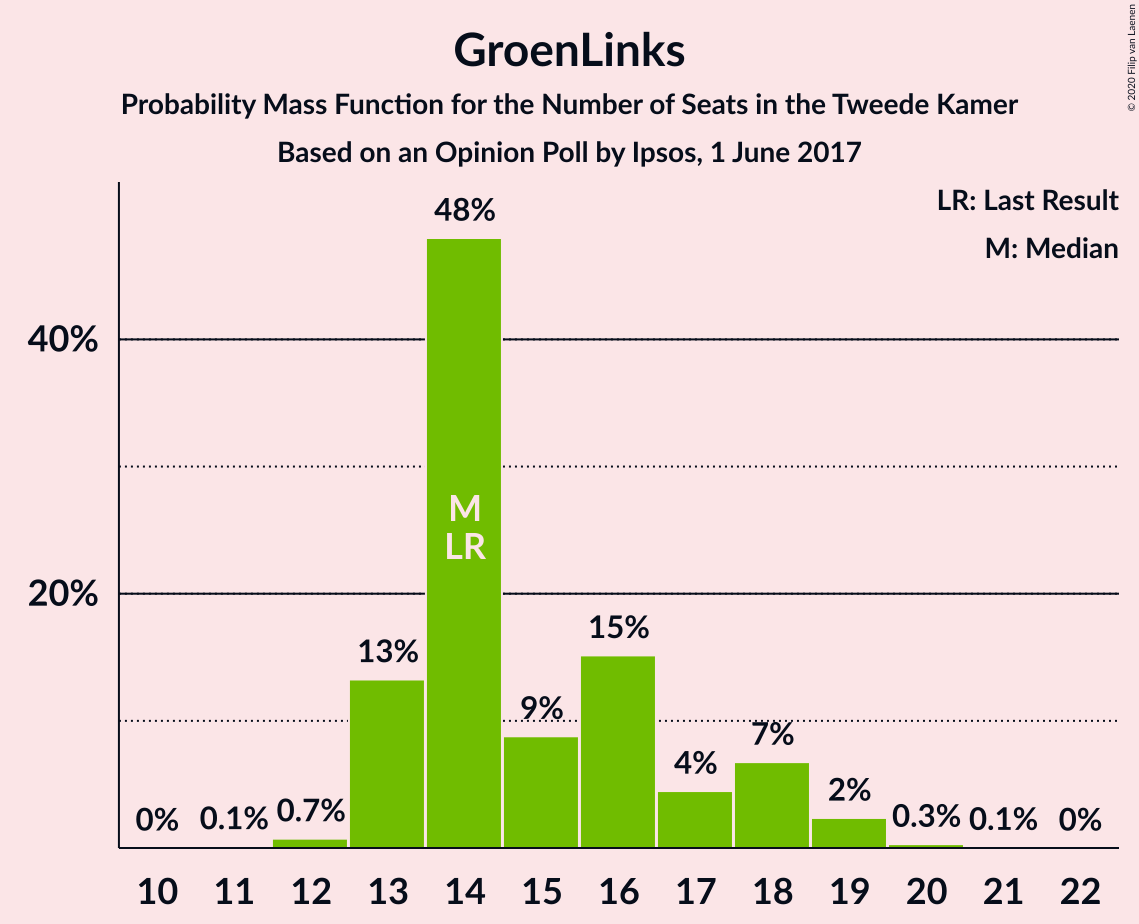 GroenLinks
Probability Mass Function for the Number of Seats in the Tweede Kamer
Based on an Opinion Poll by Ipsos, 1 June 2017
© 2020 Filip van Laenen
LR: Last Result
M: Median
40%
20%
0%
0.1%
0.7%
13%
48%
M
LR
9%
15%
4%
7%
2%
0.3%
0.1%
0%
10 11 12 13 14 15 16 17 18 19 20 21 22